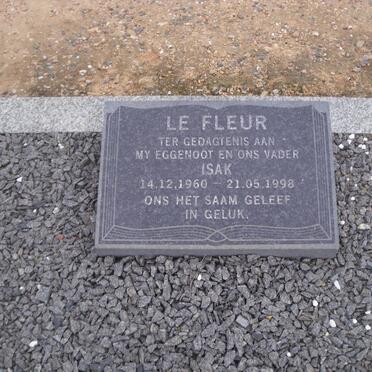 LE FLEUR
TER GEDAGTENIS AAN
MY EGGENOOT EN ONS VADER
ISAK
14.12.1960 – 21.05.1998
ONS HET SAAM GELEEF
IN GELUK.